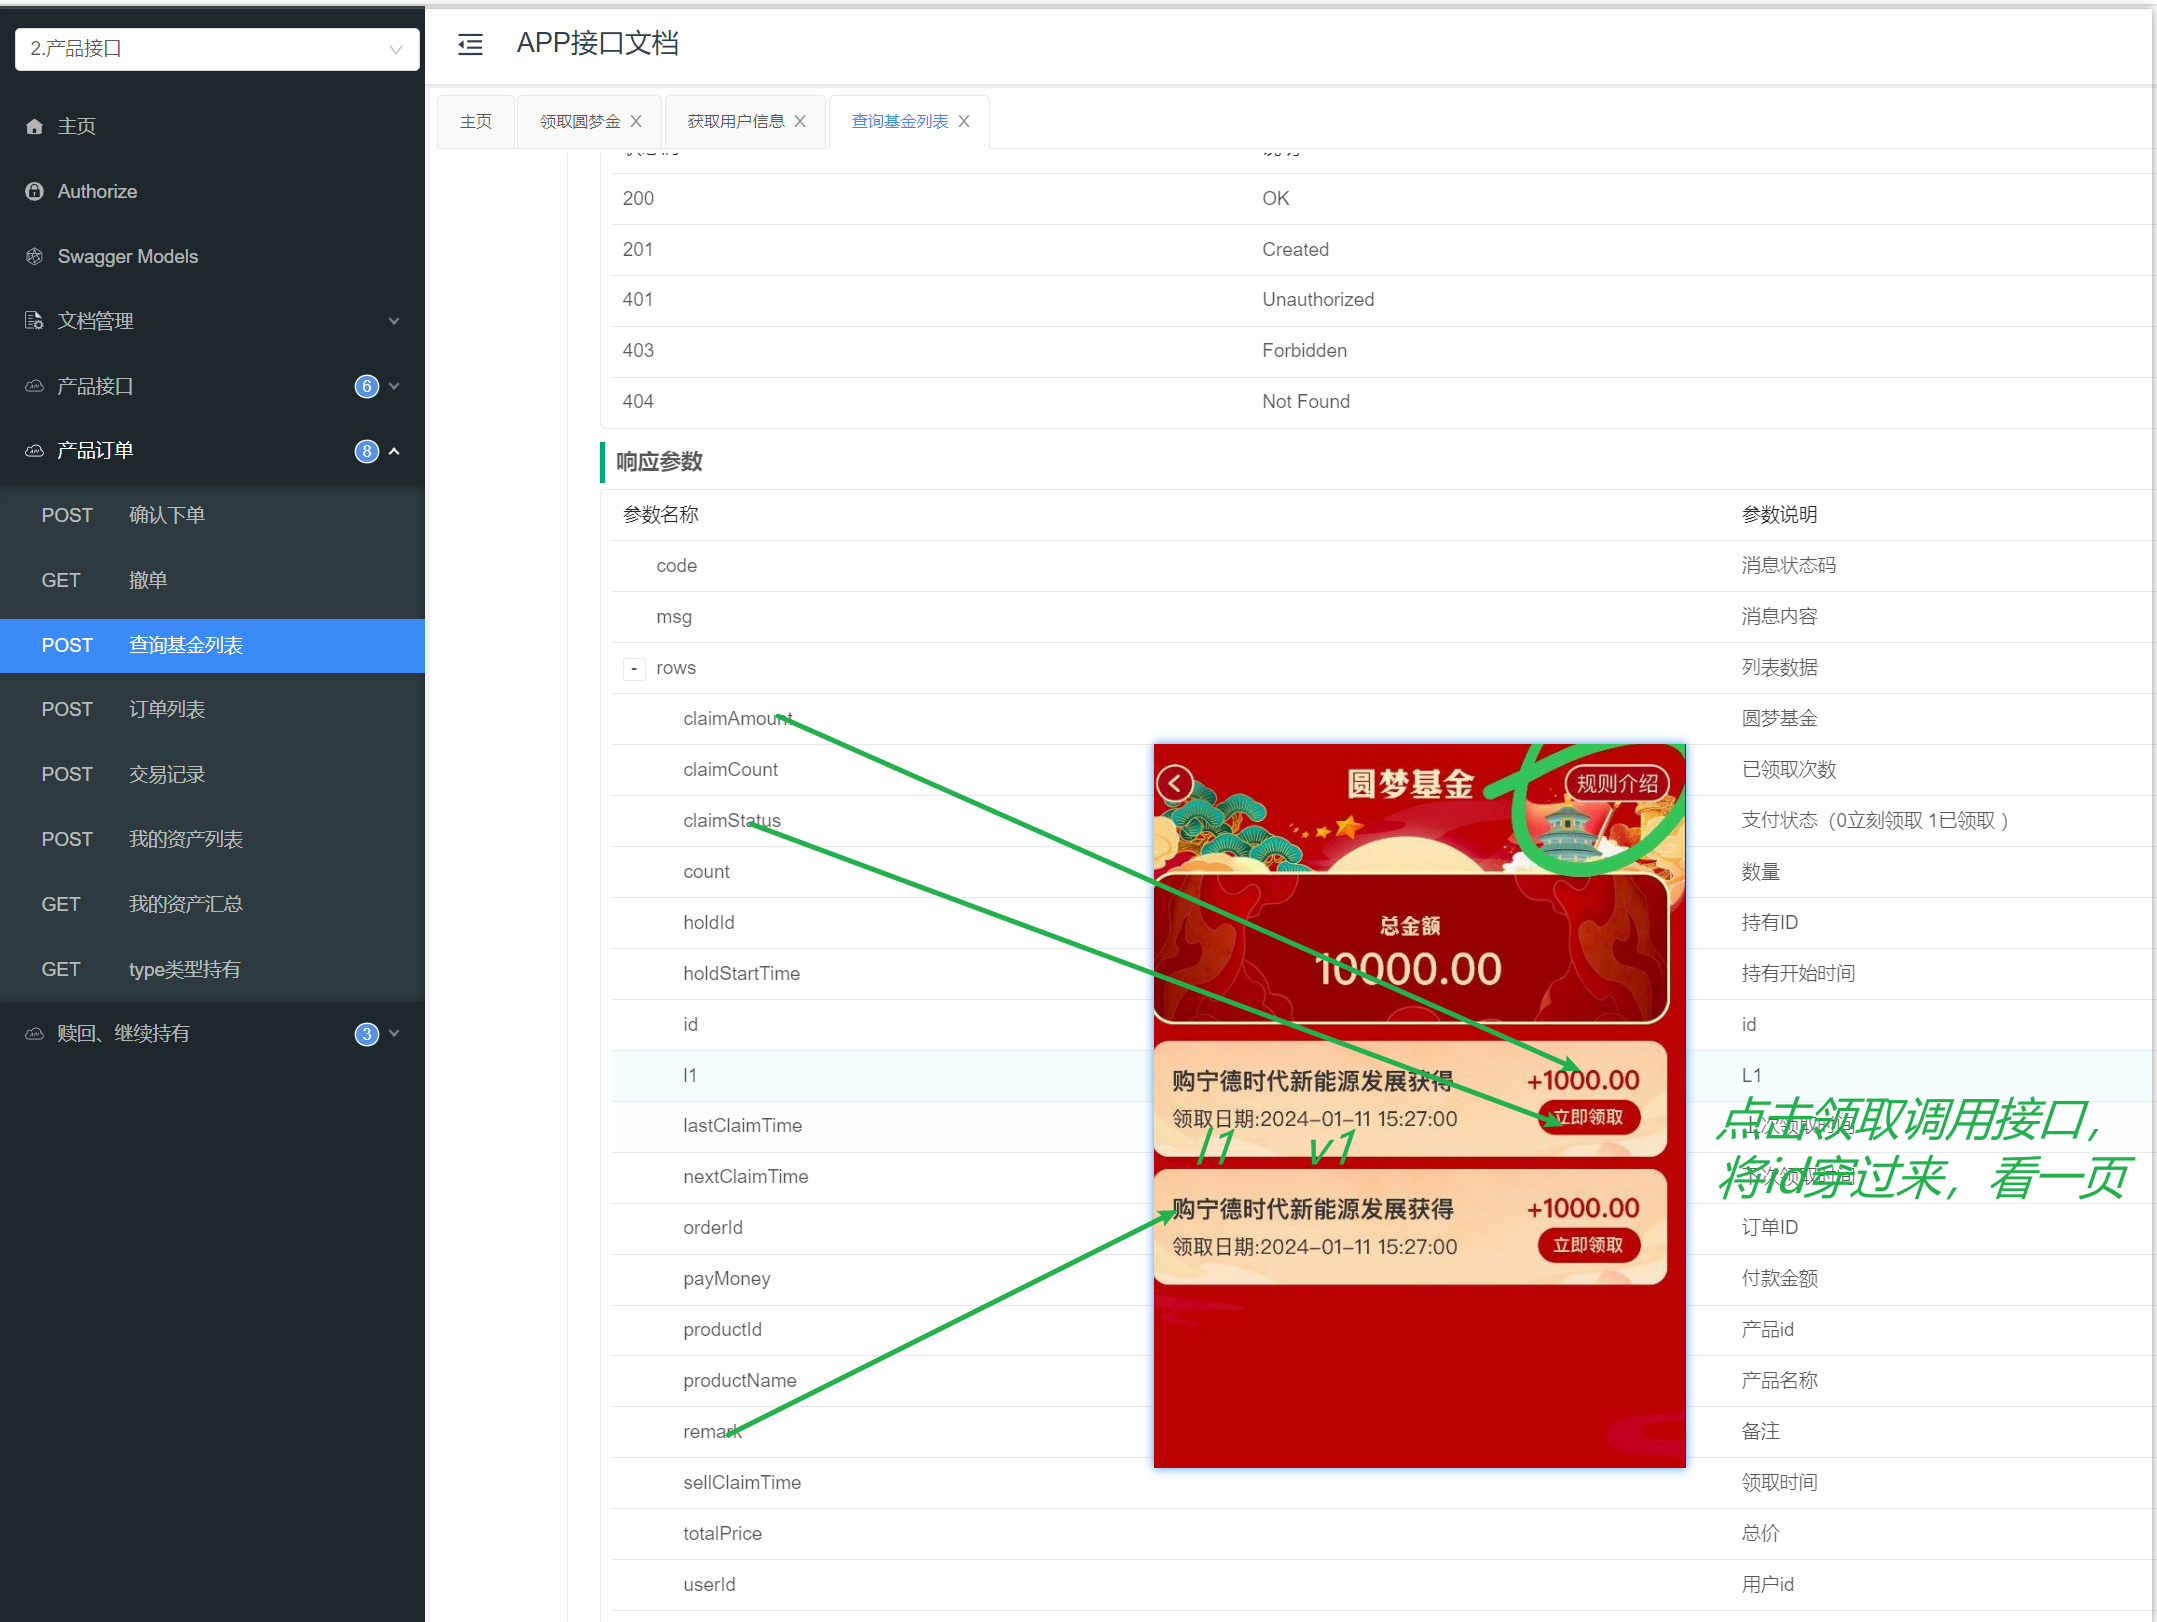 2.产品接口
主页
Authorize
Swagger Models
文档管理
产品接口
6
产品订单
8
POST 确认下单
GET 撤单
POST 查询基金列表
POST 订单列表
POST 交易记录
POST 我的资产列表
GET 我的资产汇总
GET type类型持有
赎回、继续持有
3
APP接口文档
主页
领取圆梦金
获取用户信息
查询基金列表
200 OK
201 Created
401 Unauthorized
403 Forbidden
404 Not Found
响应参数
参数名称 参数说明
code 消息状态码
msg 消息内容
- rows 列表数据
claimAmount 圆梦基金
claimCount 已领取次数
claimStatus 支付状态（0立刻领取 1已领取 ）
count 数量
holdId 持有ID
holdStartTime 持有开始时间
id id
l1 L1
lastClaimTime 上次领取时间
nextClaimTime 下次领取时间
orderId 订单ID
payMoney 付款金额
productId 产品id
productName 产品名称
remark 备注
sellClaimTime 领取时间
totalPrice 总价
userId 用户id
圆梦基金
规则介绍
总金额
10000.00
购宁德时代新能源发展获得 +1000.00
领取日期:2024-01-11 15:27:00 立即领取
l1 v1
购宁德时代新能源发展获得 +1000.00
领取日期:2024-01-11 15:27:00 立即领取
点击领取调用接口，
将id穿过来，看一页